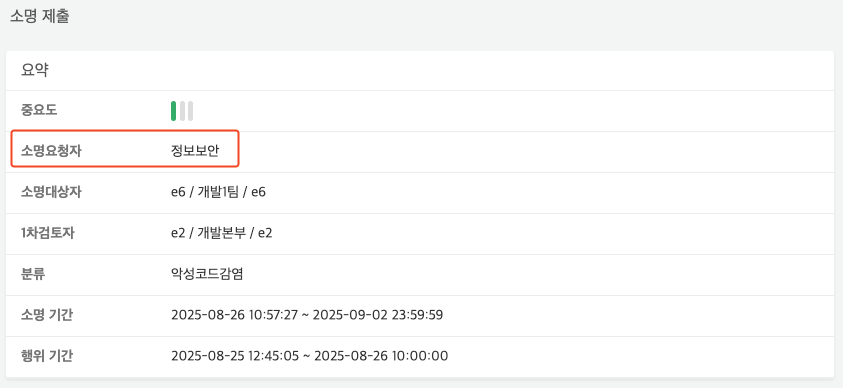 소명 제출
요약
중요도
소명요청자 정보보안
소명대상자 e6 / 개발1팀 / e6
1차검토자 e2 / 개발본부 / e2
분류 악성코드감염
소명 기간 2025-08-26 10:57:27 ~ 2025-09-02 23:59:59
행위 기간 2025-08-25 12:45:05 ~ 2025-08-26 10:00:00